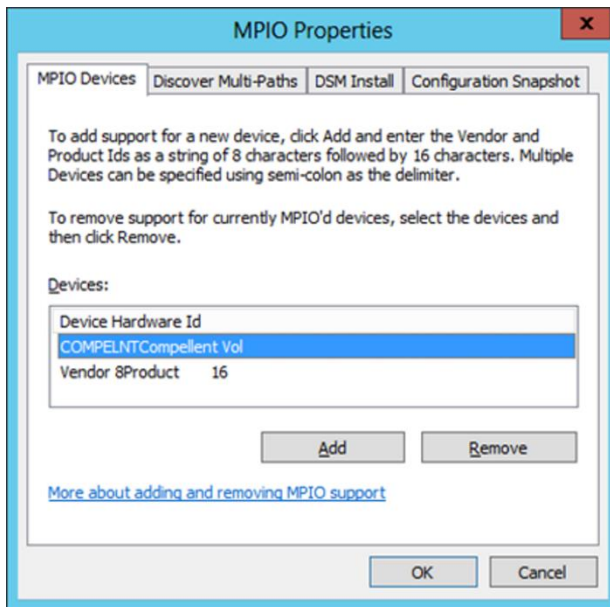 MPIO Properties
x
MPIO Devices Discover Multi-Paths DSM Install Configuration Snapshot
To add support for a new device, click Add and enter the Vendor and
Product Ids as a string of 8 characters followed by 16 characters. Multiple
Devices can be specified using semi-colon as the delimiter.
To remove support for currently MPIO'd devices, select the devices and
then click Remove.
Devices:
Device Hardware Id
COMPELNTCompellent Vol
Vendor 8Product 16
Add Remove
More about adding and removing MPIO support
OK Cancel